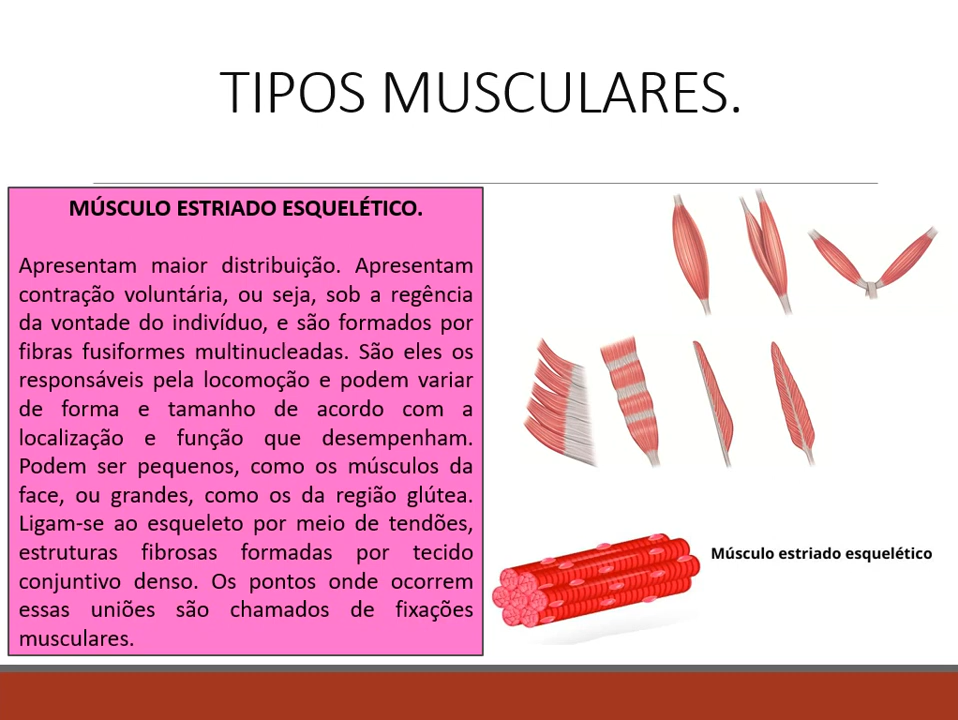 TIPOS MUSCULARES.
MÚSCULO ESTRIADO ESQUELÉTICO.
Apresentam maior distribuição. Apresentam
contração voluntária, ou seja, sob a regência
da vontade do indivíduo, e são formados por
fibras fusiformes multinucleadas. São eles os
responsáveis pela locomoção e podem variar
de forma e tamanho de acordo com a
localização e função que desempenham.
Podem ser pequenos, como os músculos da
face, ou grandes, como os da região glútea.
Ligam-se ao esqueleto por meio de tendões,
estruturas fibrosas formadas por tecido
conjuntivo denso. Os pontos onde ocorrem
essas uniões são chamados de fixações
musculares.
Músculo estriado esquelético